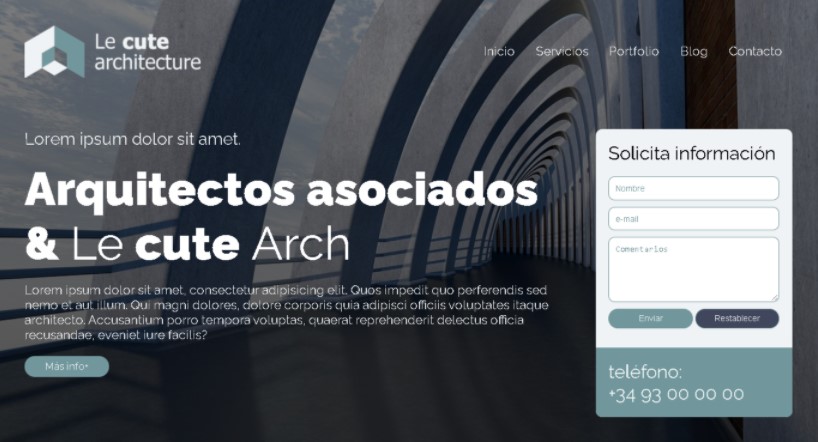 Le cute
architecture
Inicio Servicios Portfolio Blog Contacto
Lorem ipsum dolor sit amet.
Arquitectos asociados
& Le cute Arch
Lorem ipsum dolor sit amet, consectetur adipisicing elit. Quos impedit quo perferendis sed
nemo et aut illum. Qui magni dolores, dolore corporis quia adipisci officiis voluptates itaque
architecto. Accusantium porro tempora voluptas, quaerat reprehenderit delectus officia
recusandae, eveniet iure facilis?
Más info+
Solicita información
Nombre
e-mail
Comentarios
Enviar Restablecer
teléfono:
+34 93 00 00 00